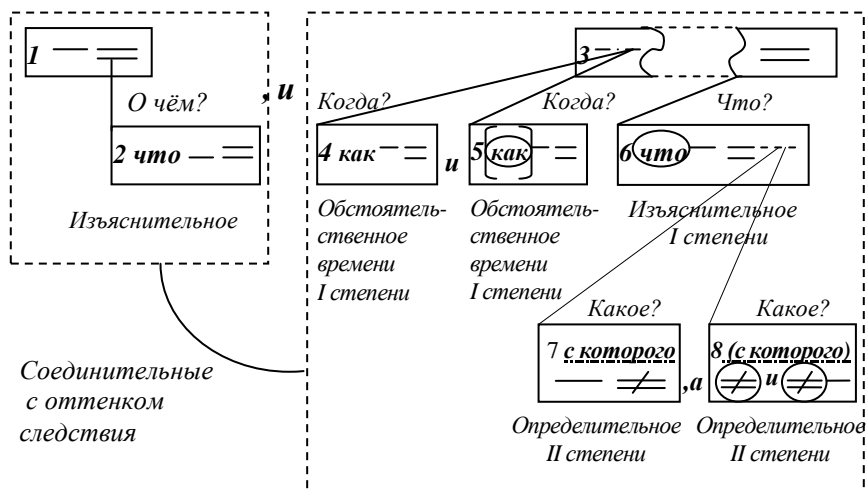 1
3
О чём?
, и
Когда?
Когда?
Что?
2 что
4 как
и
5 как
6 что
Изъяснительное
Обстоятель-
ственное
времени
I степени
Обстоятель-
ственное
времени
I степени
Изъяснительное
I степени
Какое?
Какое?
7 с которого
,а
8 (с которого)
и
Соединительные
с оттенком
следствия
Определительное
II степени
Определительное
II степени